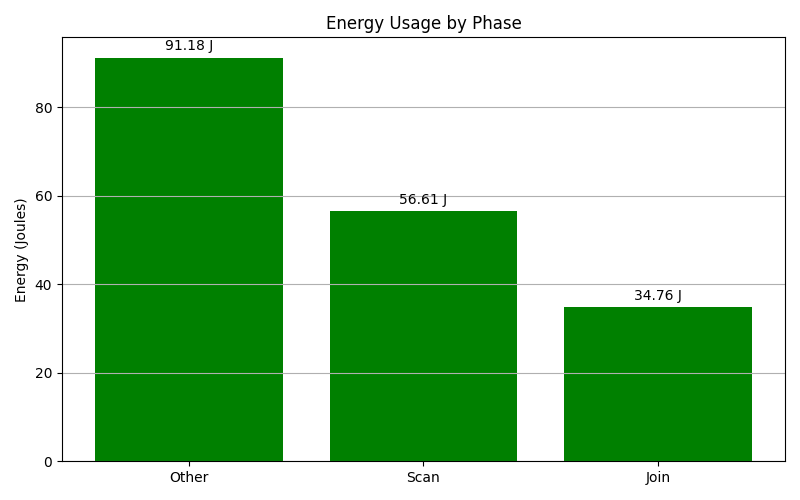 Energy Usage by Phase
91.18 J
56.61 J
34.76 J
Energy (Joules)
80
60
40
20
0
Other
Scan
Join